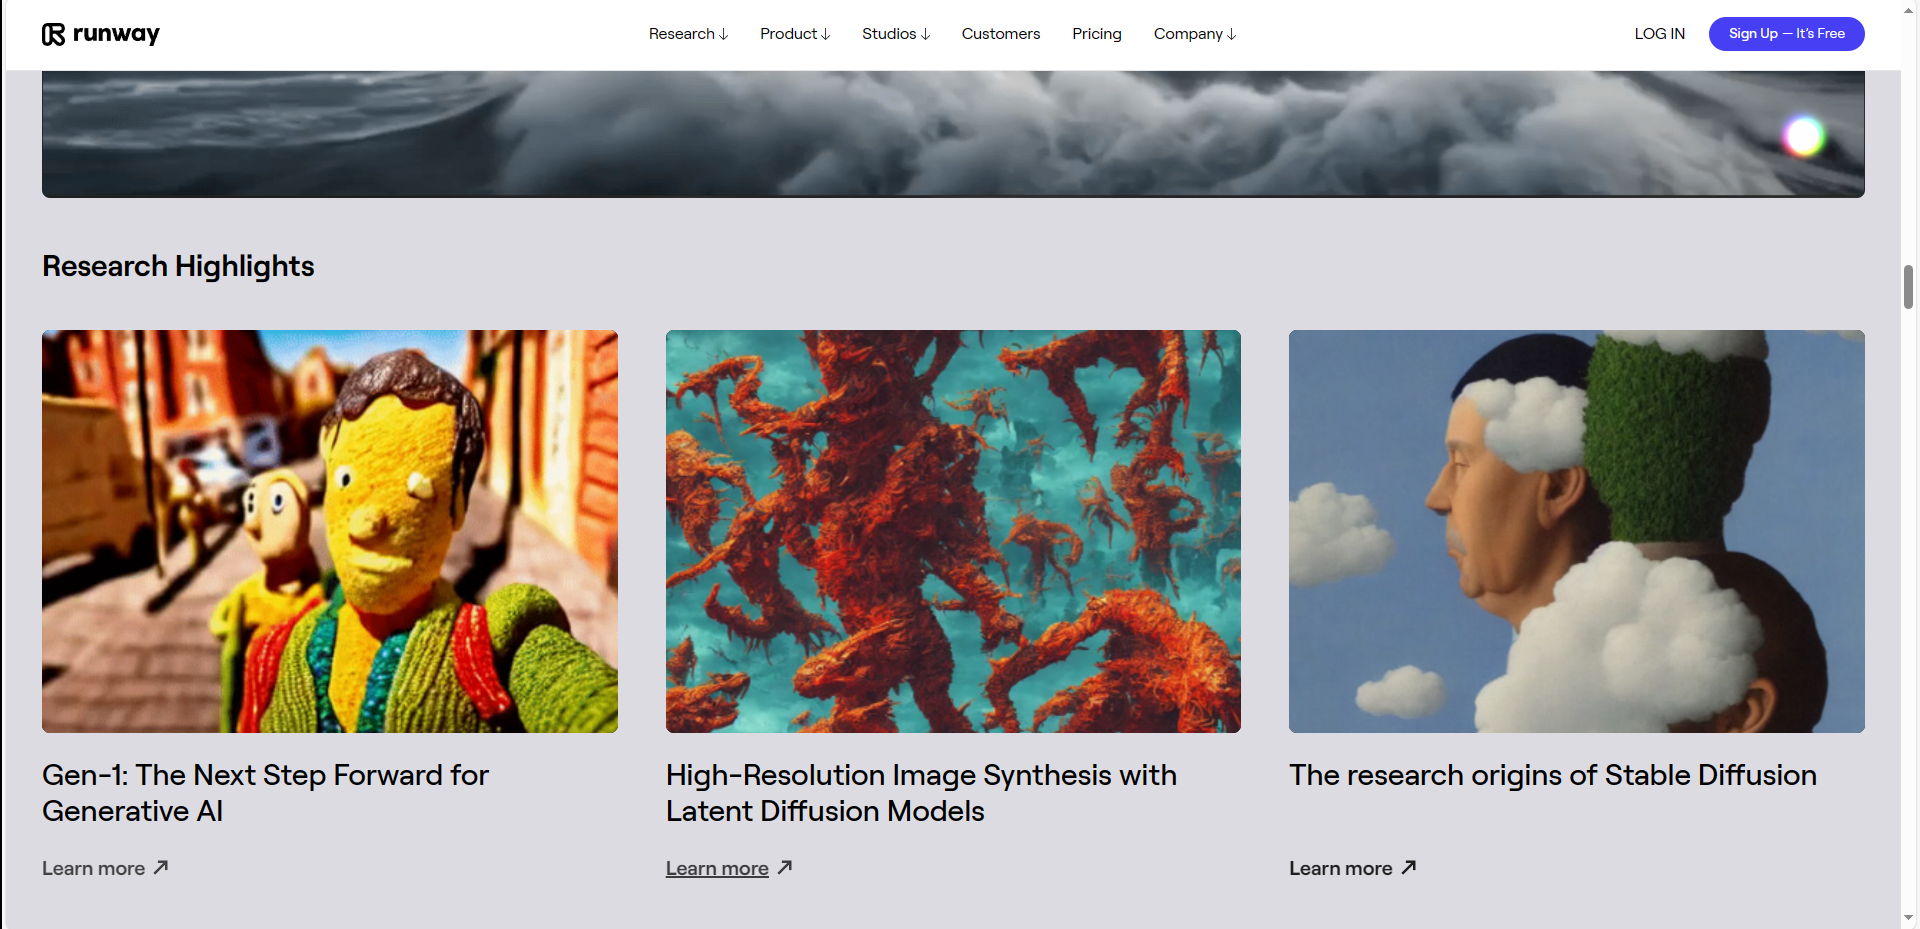 runway
Research ↓ Product ↓ Studios ↓ Customers Pricing Company ↓
LOG IN
Sign Up — It's Free
Research Highlights
Gen-1: The Next Step Forward for
Generative AI
Learn more ↗
High-Resolution Image Synthesis with
Latent Diffusion Models
Learn more ↗
The research origins of Stable Diffusion
Learn more ↗